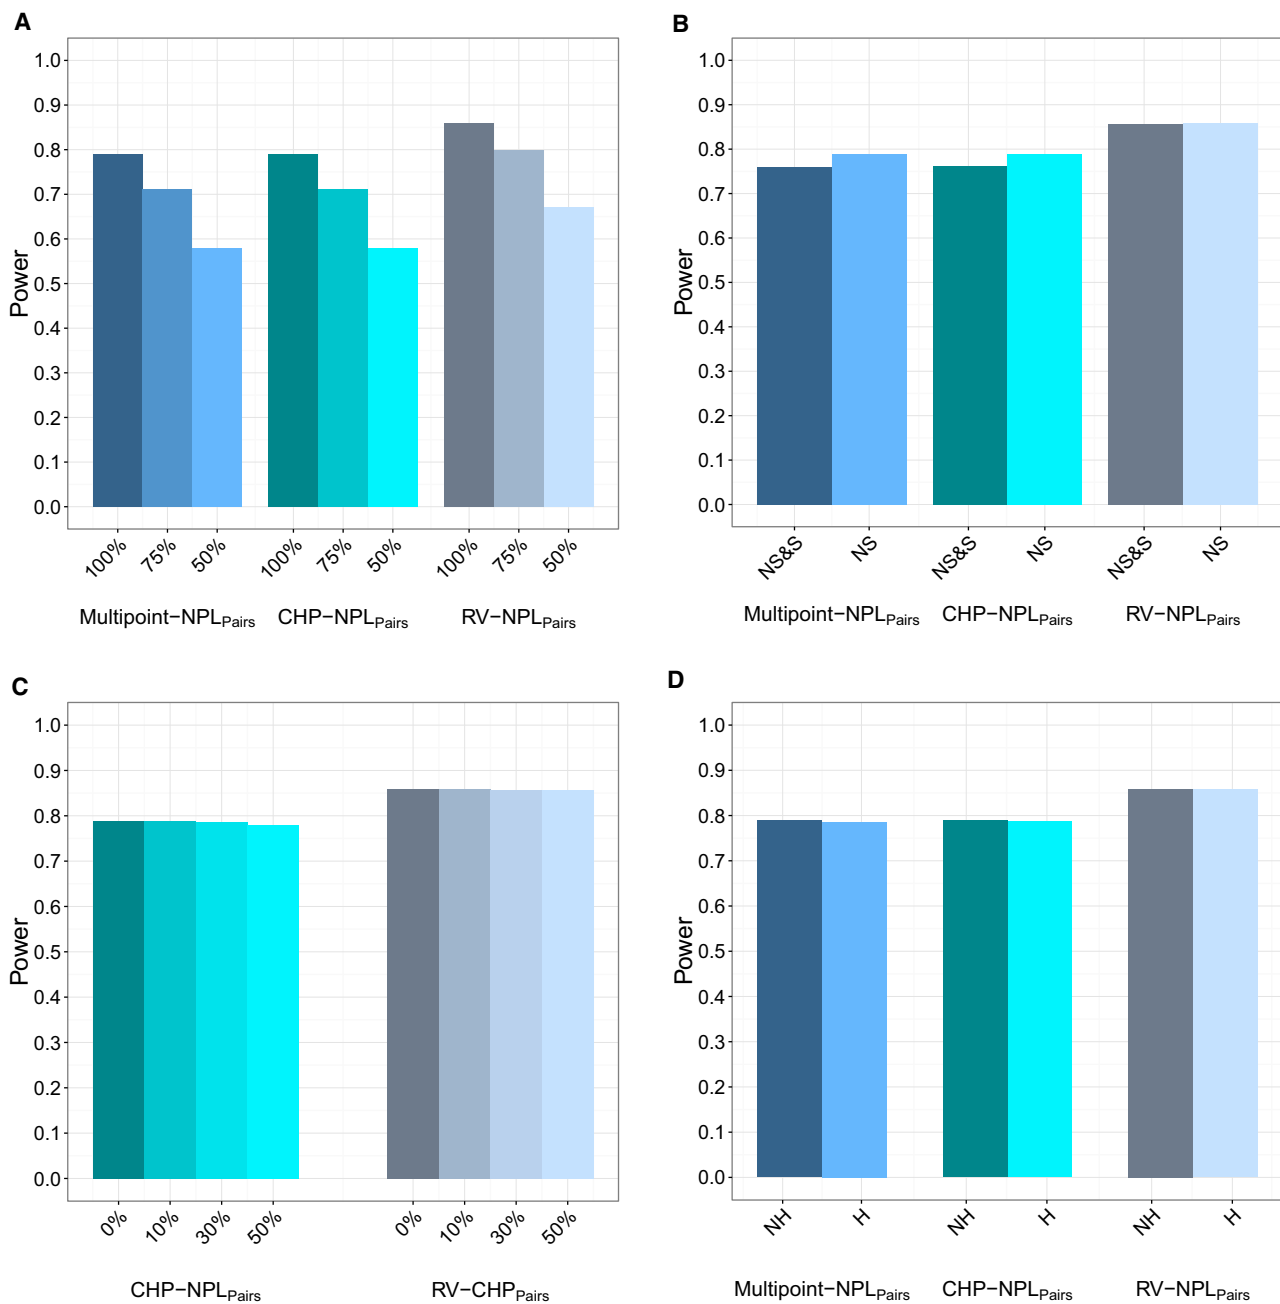 A
Power
1.0
0.9
0.8
0.7
0.6
0.5
0.4
0.3
0.2
0.1
0.0
100% 75% 50% 100% 75% 50% 100% 75% 50%
Multipoint−NPLPairs CHP−NPLPairs RV−NPLPairs
B
Power
1.0
0.9
0.8
0.7
0.6
0.5
0.4
0.3
0.2
0.1
0.0
NS&S NS NS&S NS NS&S NS
Multipoint−NPLPairs CHP−NPLPairs RV−NPLPairs
C
Power
1.0
0.9
0.8
0.7
0.6
0.5
0.4
0.3
0.2
0.1
0.0
0% 10% 30% 50% 0% 10% 30% 50%
CHP−NPLPairs RV−CHPPairs
D
Power
1.0
0.9
0.8
0.7
0.6
0.5
0.4
0.3
0.2
0.1
0.0
NH H NH H NH H
Multipoint−NPLPairs CHP−NPLPairs RV−NPLPairs